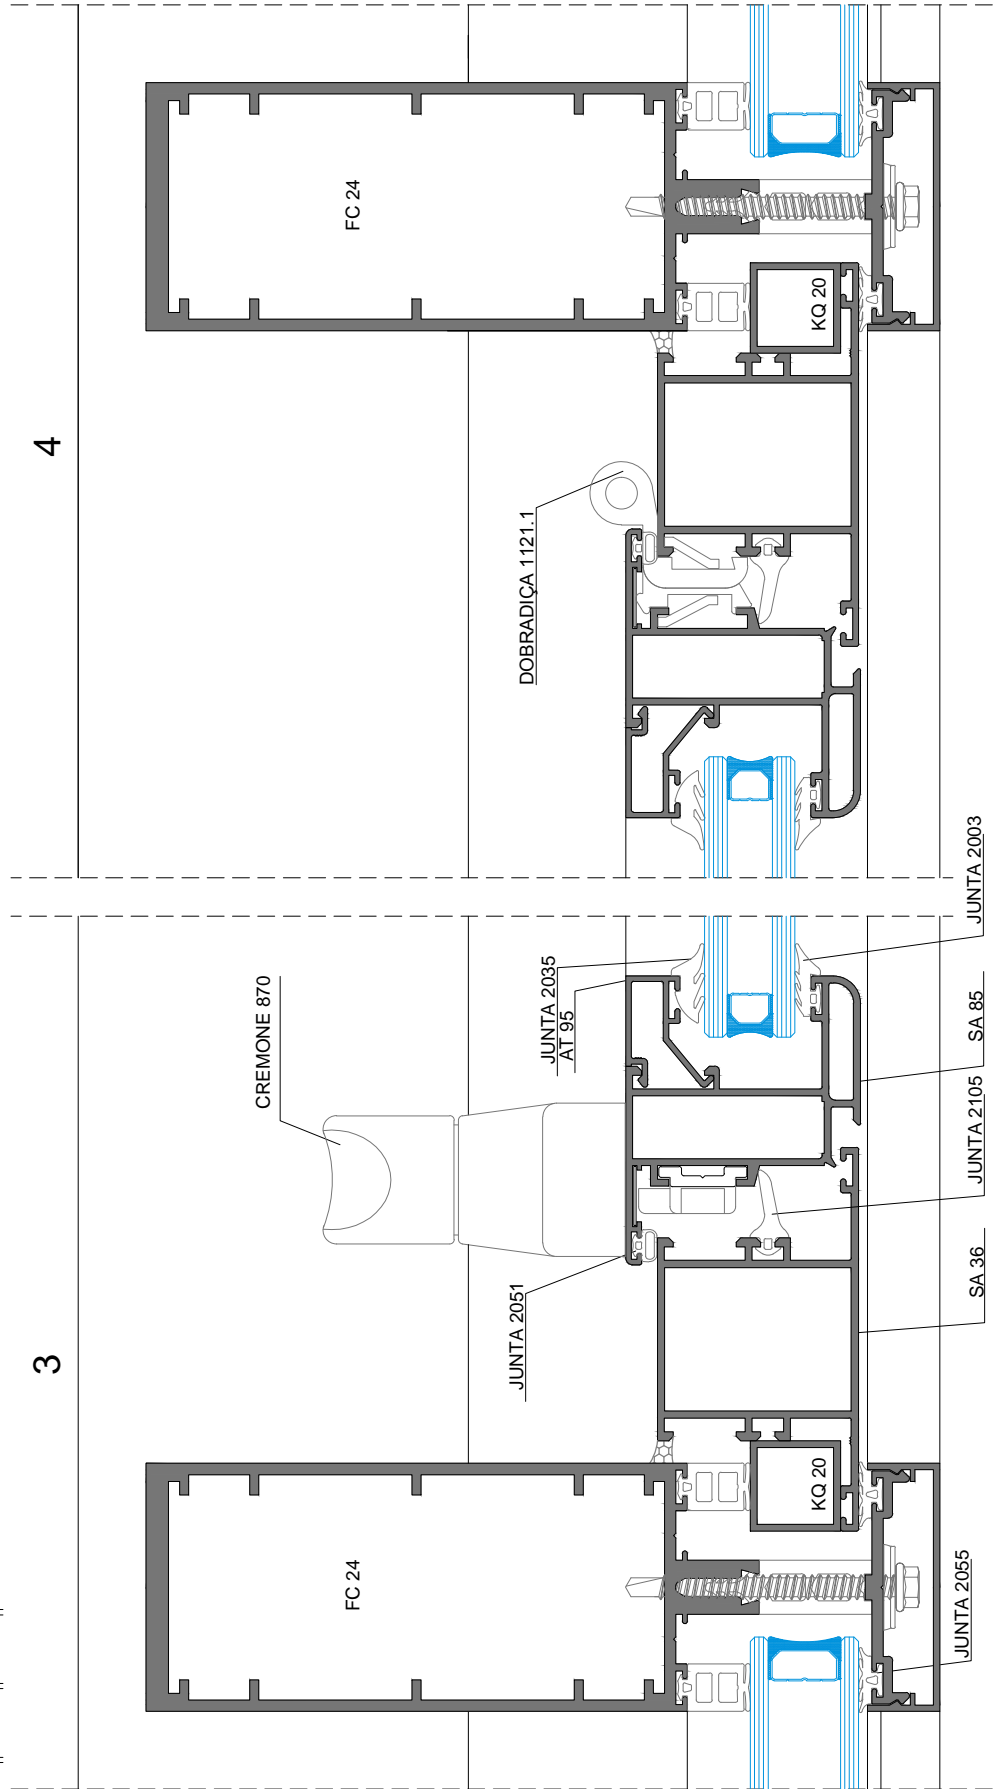 4
FC 24
KQ 20
DOBRADIÇA 1121.1
3
CREMONE 870
JUNTA 2035
AT 95
JUNTA 2003
SA 85
JUNTA 2105
SA 36
JUNTA 2051
FC 24
KQ 20
JUNTA 2055